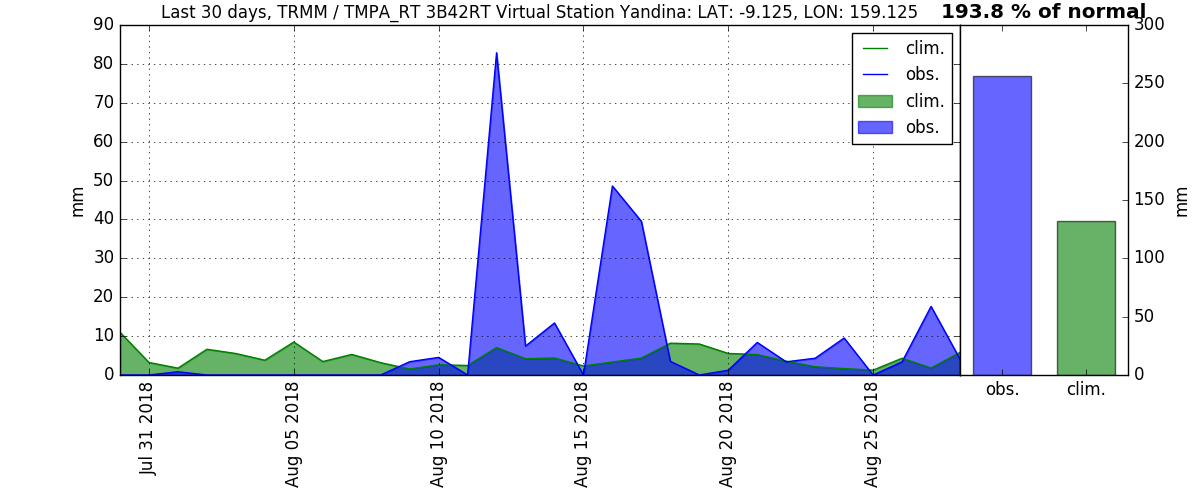 Last 30 days, TRMM / TMPA_RT 3B42RT Virtual Station Yandina: LAT: -9.125, LON: 159.125
193.8 % of normal
90
80
70
60
50
40
30
20
10
0
mm
clim.
obs.
clim.
obs.
300
250
200
150
100
50
0
mm
Jul 31 2018
Aug 05 2018
Aug 10 2018
Aug 15 2018
Aug 20 2018
Aug 25 2018
obs.
clim.